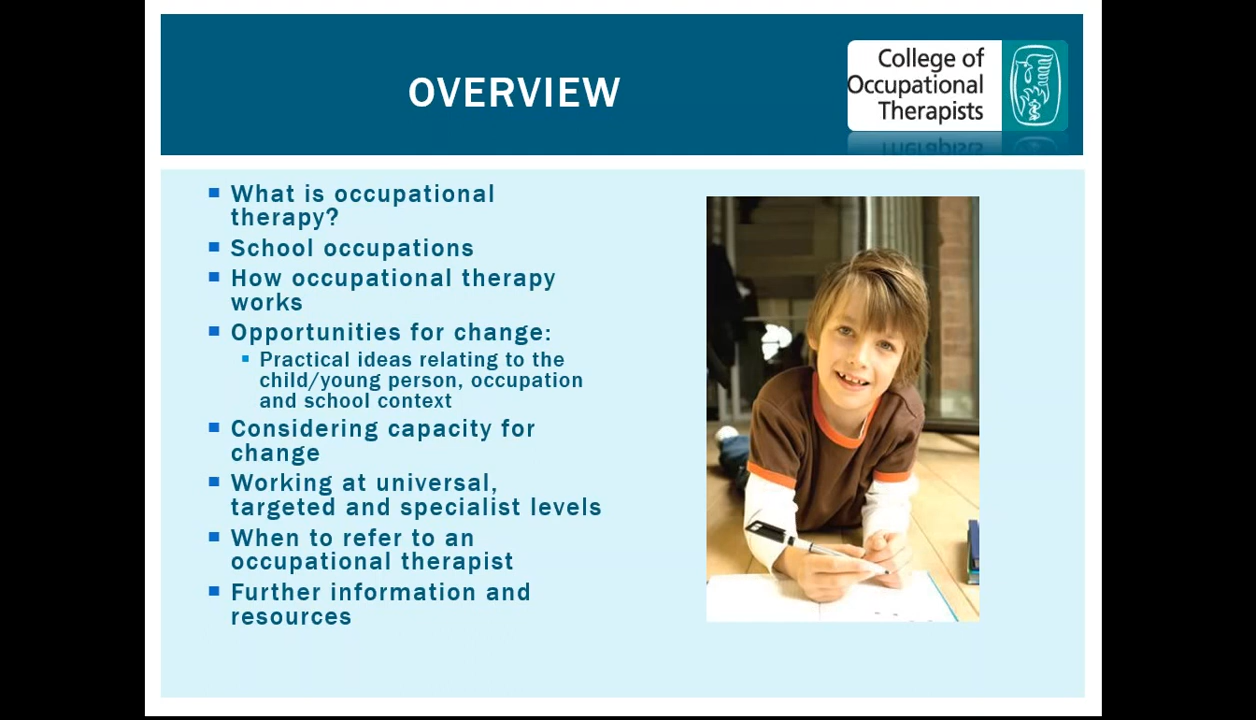 OVERVIEW
College of
Occupational
Therapists
What is occupational
therapy?
School occupations
How occupational therapy
works
Opportunities for change:
Practical ideas relating to the
child/young person, occupation
and school context
Considering capacity for
change
Working at universal,
targeted and specialist levels
When to refer to an
occupational therapist
Further information and
resources